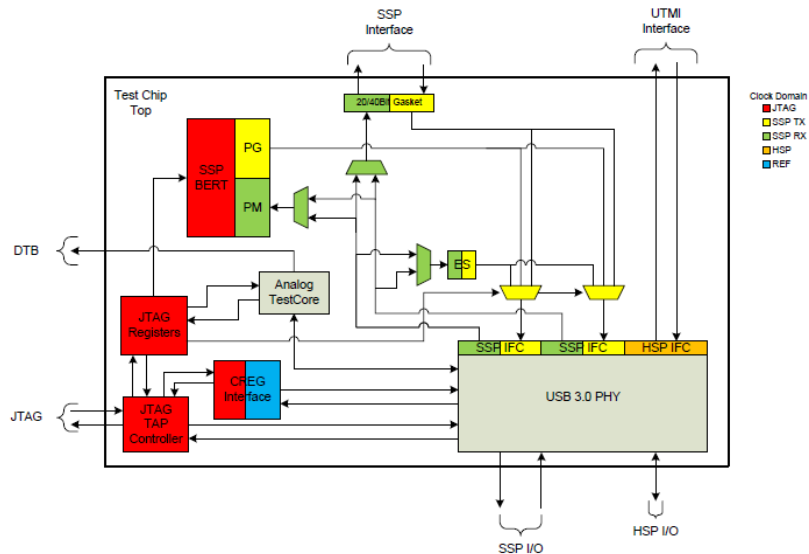 SSP
Interface
UTMI
Interface
Test Chip
Top
20/40Bit Gasket
Clock Domain
JTAG
SSP TX
SSP RX
HSP
REF
SSP
BERT
PG
PM
DTB
ES
Analog
TestCore
JTAG
Registers
SSP IFC
SSP IFC
HSP IFC
CREG
Interface
USB 3.0 PHY
JTAG
JTAG
TAP
Controller
SSP I/O
HSP I/O